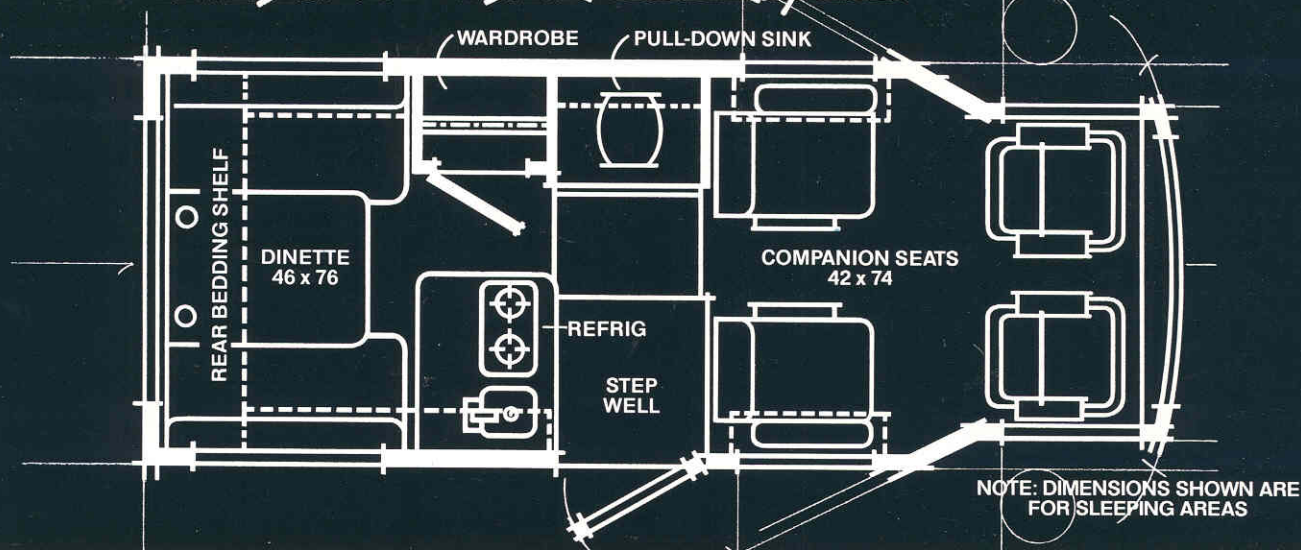 WARDROBE
PULL-DOWN SINK
REAR BEDDING SHELF
DINETTE
46 x 76
COMPANION SEATS
42 x 74
REFRIG
STEP
WELL
NOTE: DIMENSIONS SHOWN ARE
FOR SLEEPING AREAS